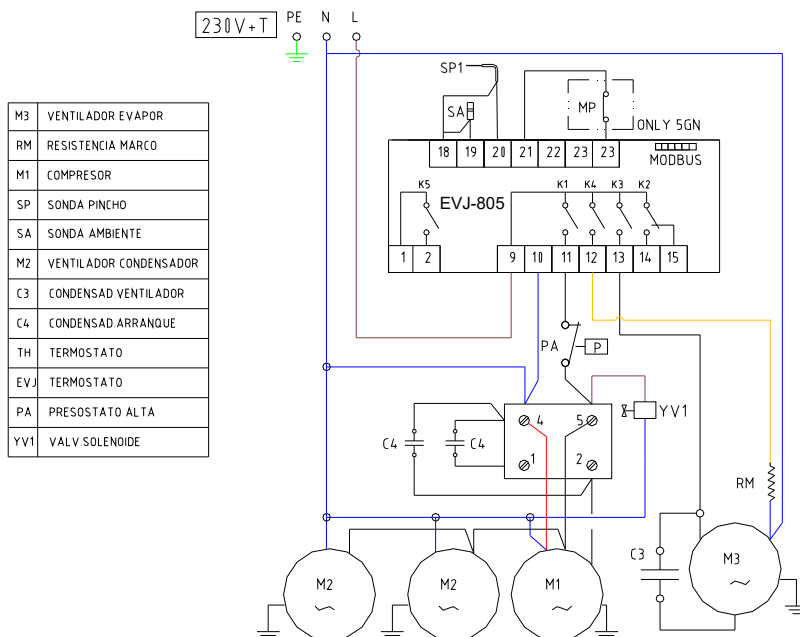 230V+T
PE N L
M3 VENTILADOR EVAPOR.
RM RESISTENCIA MARCO
M1 COMPRESOR
SP SONDA PINCHO
SA SONDA AMBIENTE
M2 VENTILADOR CONDENSADOR
C3 CONDENSAD.VENTILADOR
C4 CONDENSAD.ARRANQUE
TH TERMOSTATO
EVJ TERMOSTATO
PA PRESOSTATO ALTA
YV1 VALV.SOLENOIDE
SP1
SA
MP
ONLY 5GN
18 19 20 21 22 23 23
MODBUS
K5 K1 K4 K3 K2
EVJ-805
1 2 9 10 11 12 13 14 15
PA P
YV1
4 5
C4 C4
1 2
RM
C3
M2 M2 M1 M3